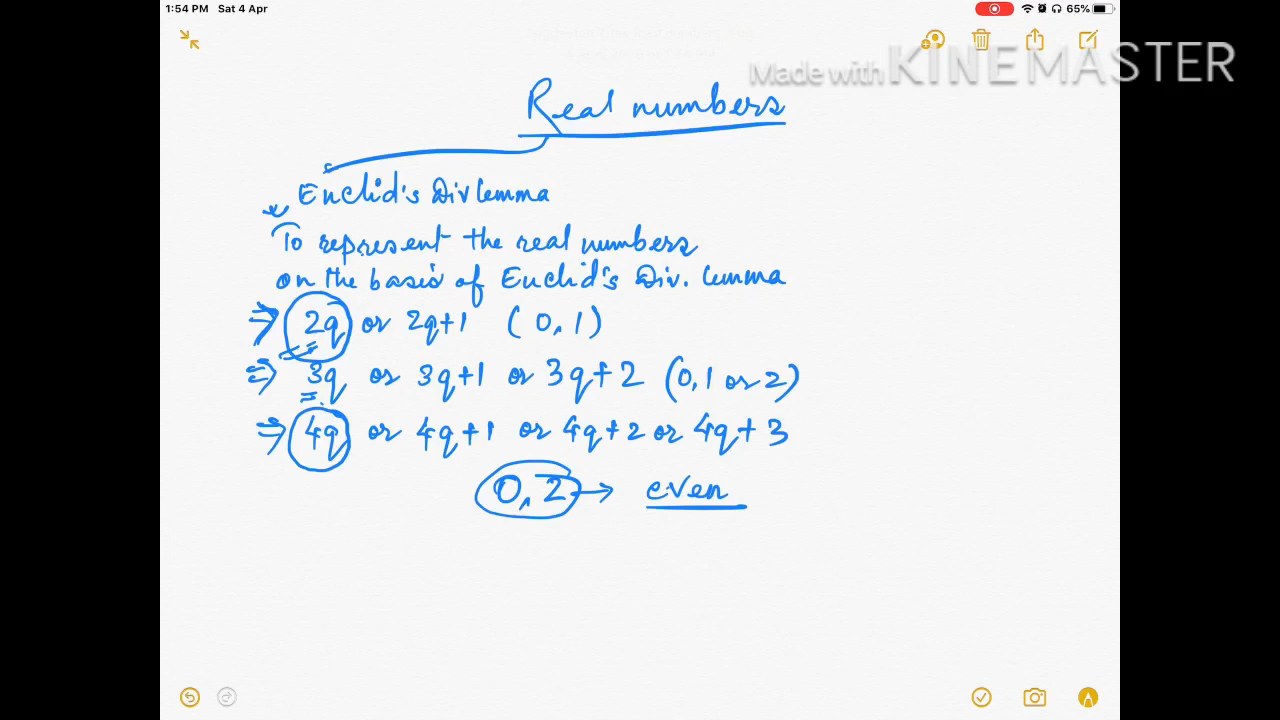 1:54 PM Sat 4 Apr
65%
Made with KINEMASTER
Real numbers
Euclid's Div lemma
To represent the real numbers
on the basis of Euclid's Div. lemma
⇒ 2q or 2q+1 (0, 1)
⇒ 3q or 3q+1 or 3q+2 (0, 1 or 2)
⇒ 4q or 4q+1 or 4q+2 or 4q+3
0, 2 → even